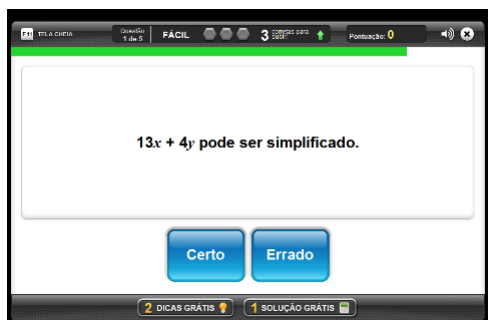 F11 TELA CHEIA
Questão
1 de 5
FÁCIL
3 corretas para
subir
Pontuação: 0
13x + 4y pode ser simplificado.
Certo
Errado
2 DICAS GRÁTIS
1 SOLUÇÃO GRÁTIS